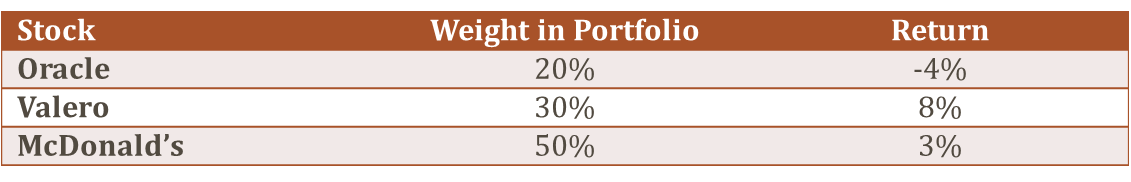 Stock Weight in Portfolio Return
Oracle 20% -4%
Valero 30% 8%
McDonald’s 50% 3%